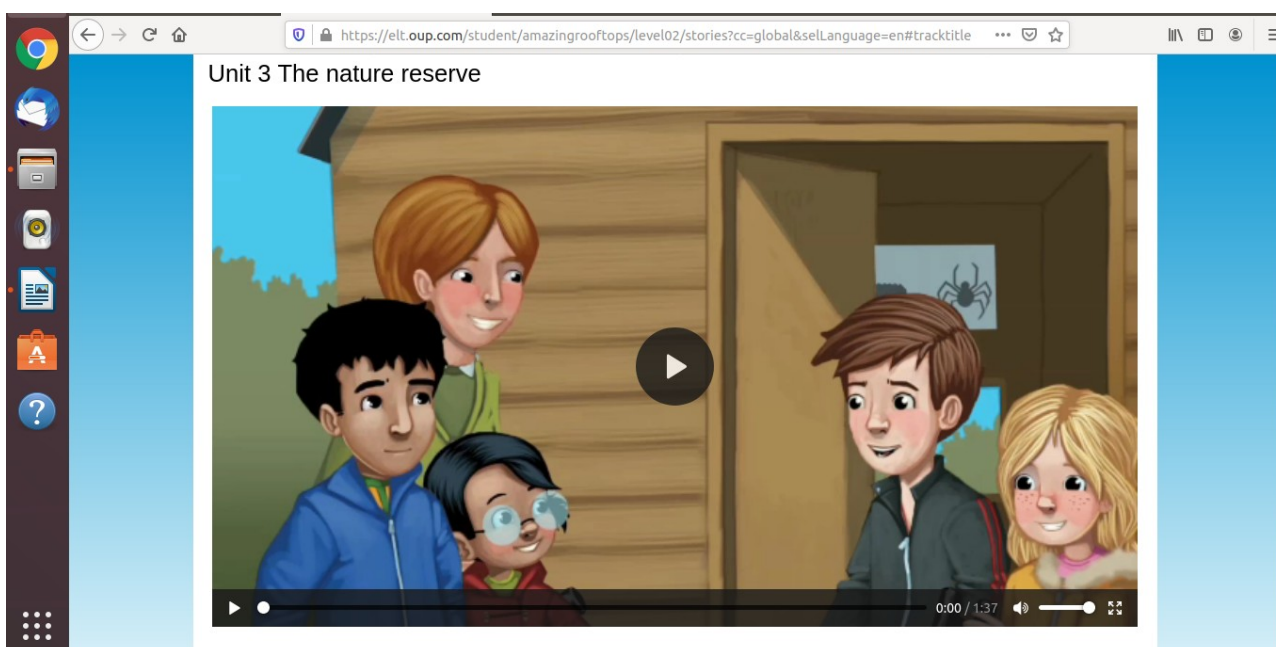 https://elt.oup.com/student/amazingrooftops/level02/stories?cc=global&selLanguage=en#tracktitle
Unit 3 The nature reserve
0:00 / 1:37